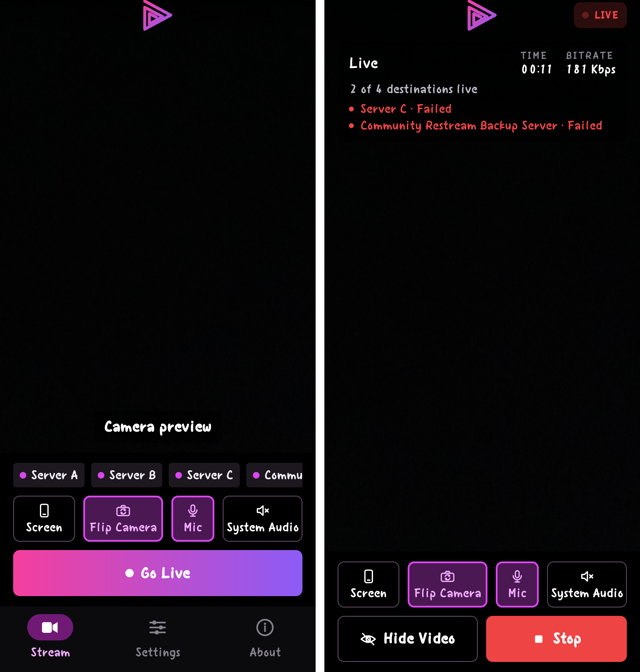 Camera preview
Server A
Server B
Server C
Commu
Screen
Flip Camera
Mic
System Audio
Go Live
Stream
Settings
About
LIVE
Live
TIME
BITRATE
00:11
181 Kbps
2 of 4 destinations live
Server C · Failed
Community Restream Backup Server · Failed
Screen
Flip Camera
Mic
System Audio
Hide Video
Stop